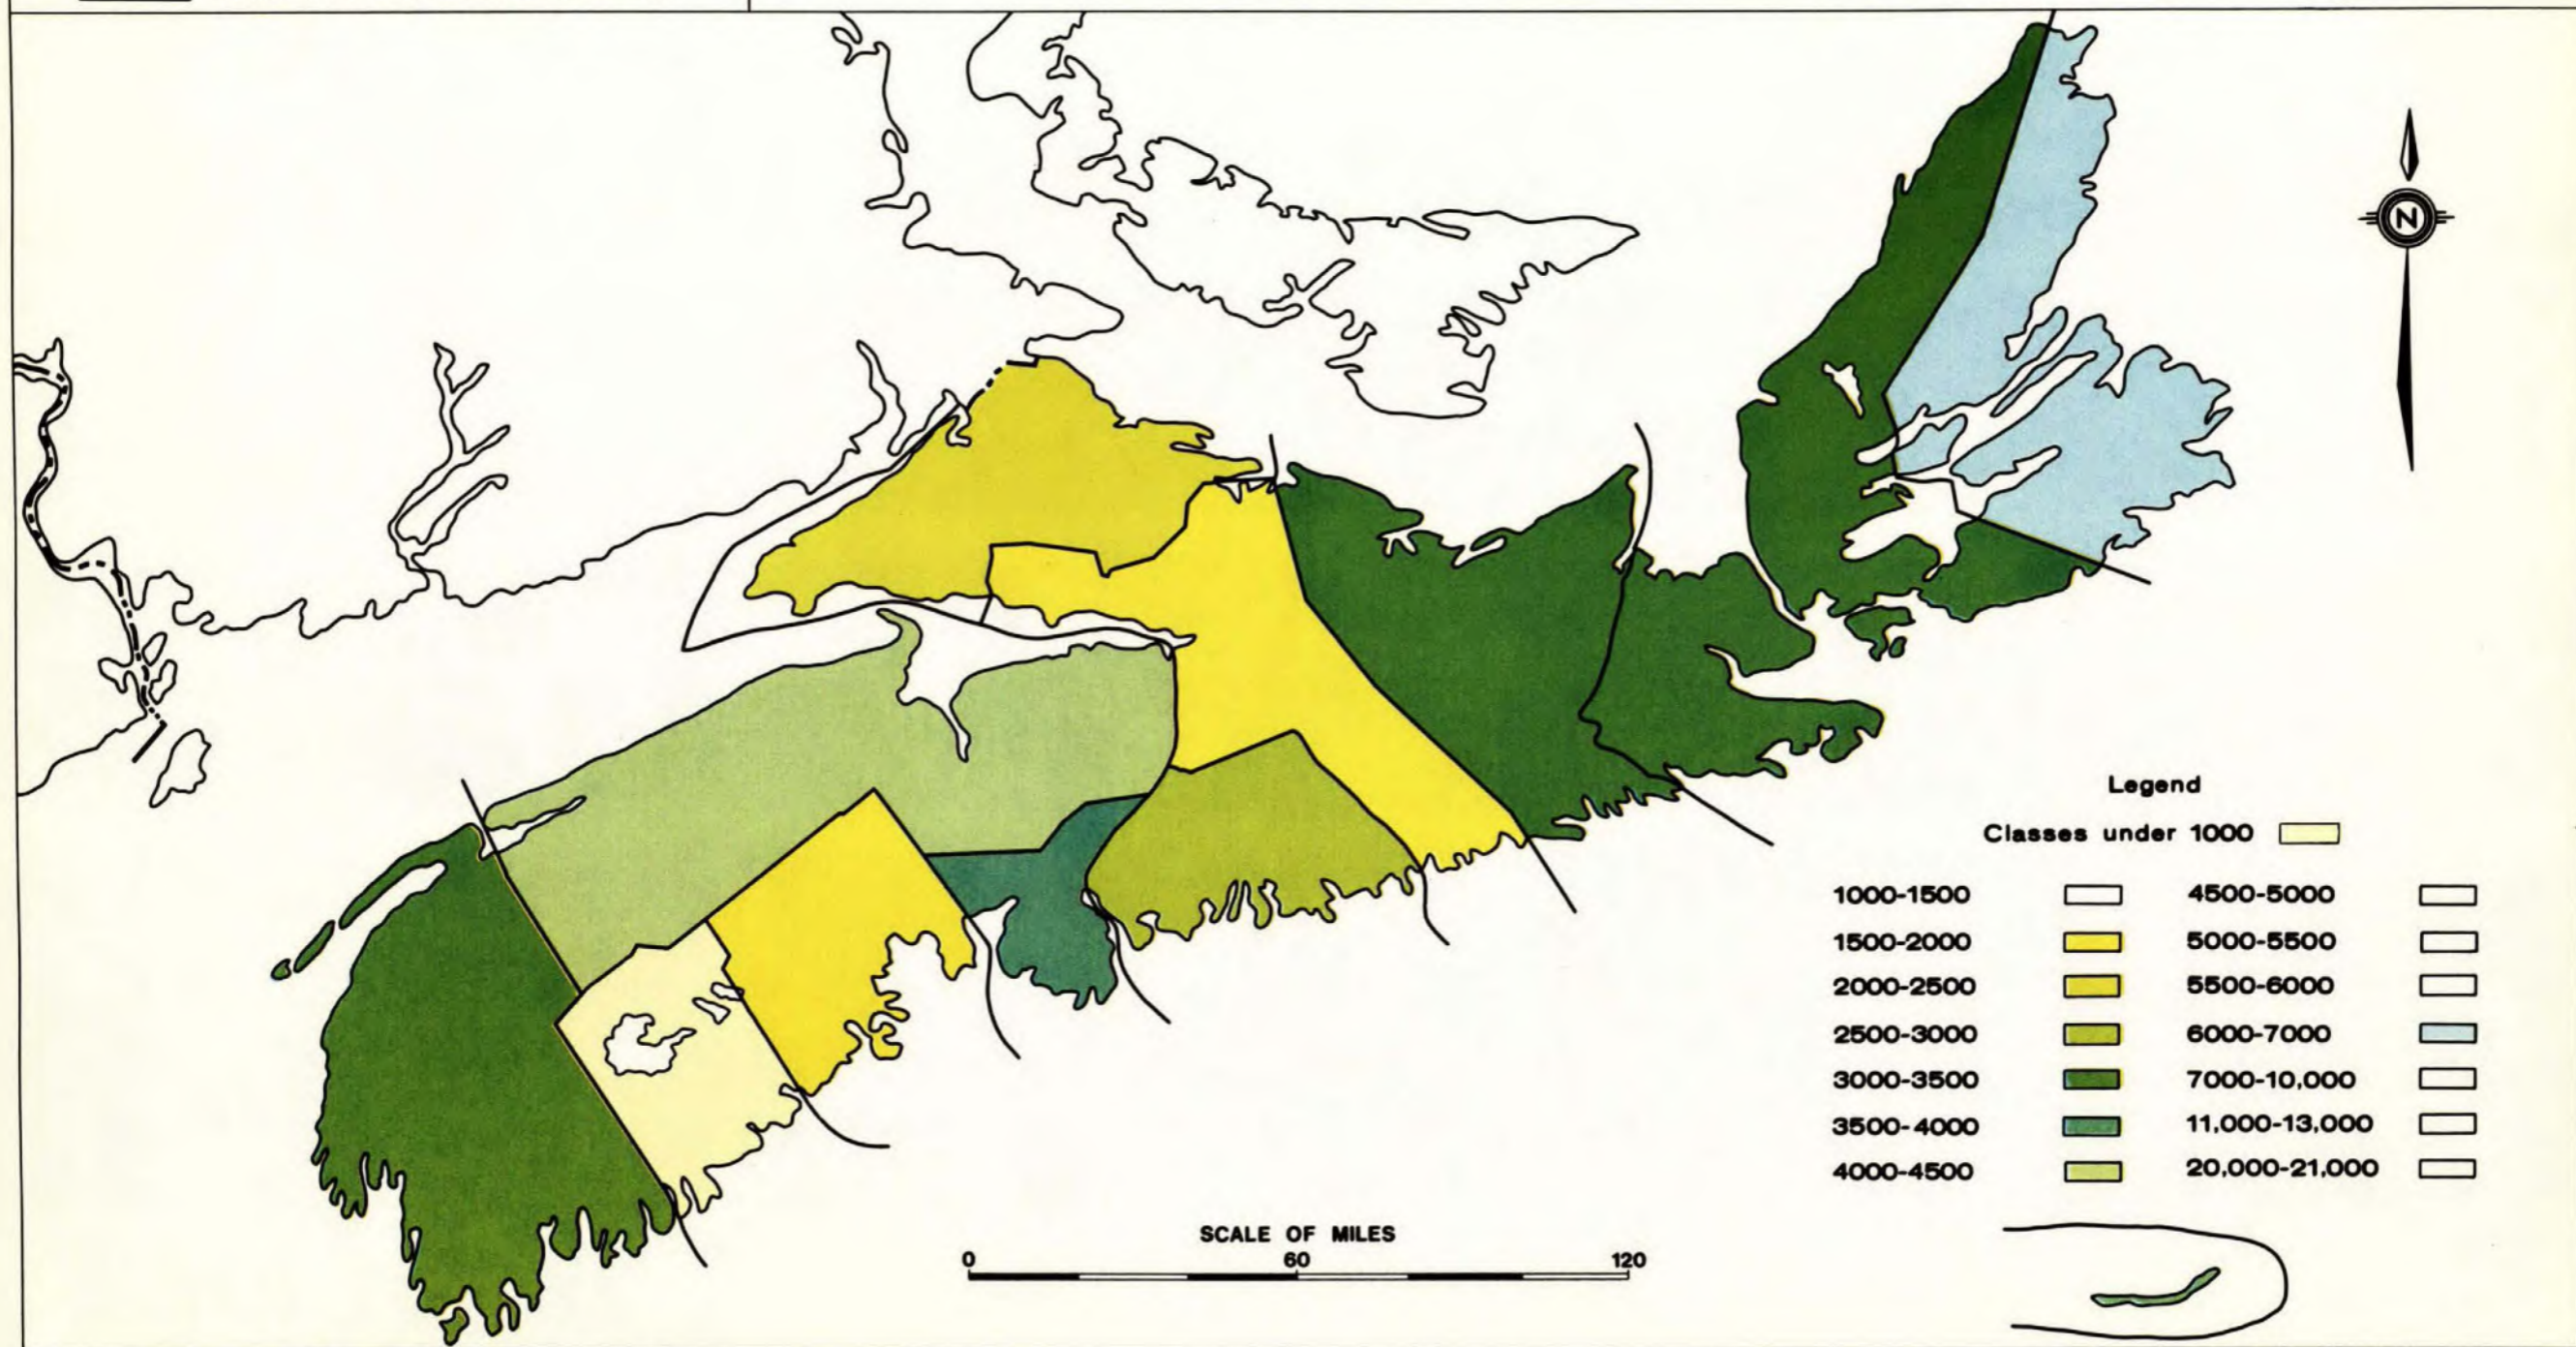 N
Legend
Classes under 1000
1000-1500 4500-5000
1500-2000 5000-5500
2000-2500 5500-6000
2500-3000 6000-7000
3000-3500 7000-10,000
3500-4000 11,000-13,000
4000-4500 20,000-21,000
SCALE OF MILES
0 60 120